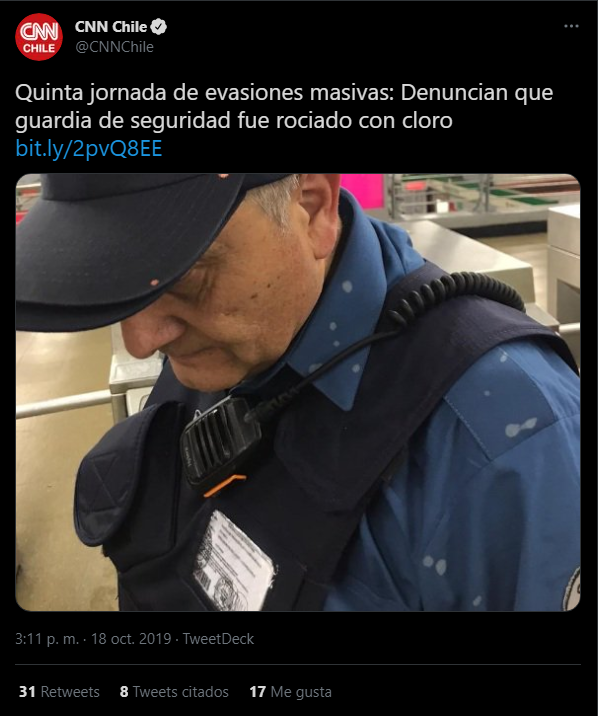 CNN
CHILE
CNN Chile
@CNNChile
Quinta jornada de evasiones masivas: Denuncian que
guardia de seguridad fue rociado con cloro
bit.ly/2pvQ8EE
3:11 p. m. · 18 oct. 2019 · TweetDeck
31 Retweets 8 Tweets citados 17 Me gusta